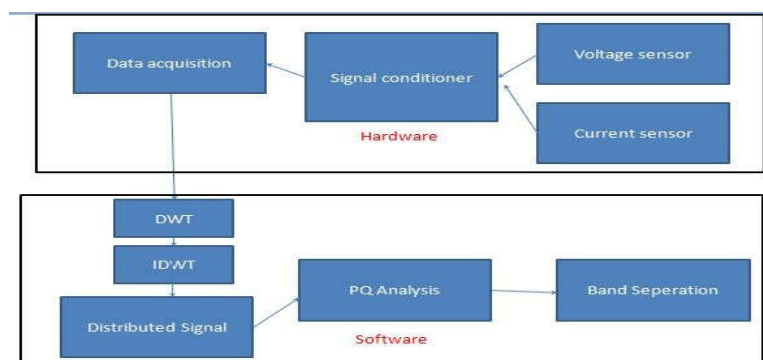 Data acquisition
Signal conditioner
Voltage sensor
Current sensor
Hardware
DWT
IDWT
Distributed Signal
PQ Analysis
Band Seperation
Software